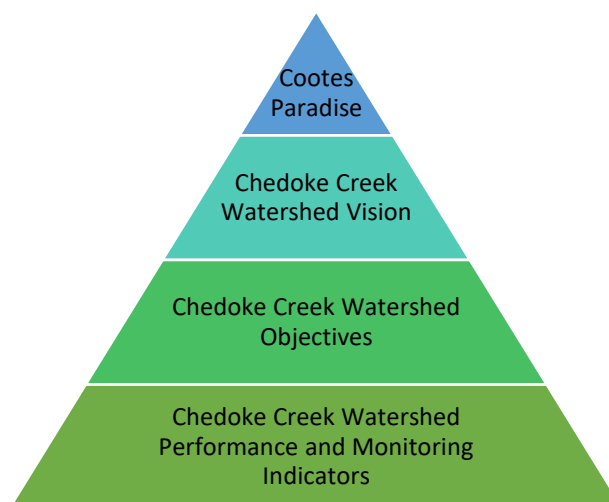 Cootes
Paradise
Chedoke Creek
Watershed Vision
Chedoke Creek Watershed
Objectives
Chedoke Creek Watershed
Performance and Monitoring
Indicators